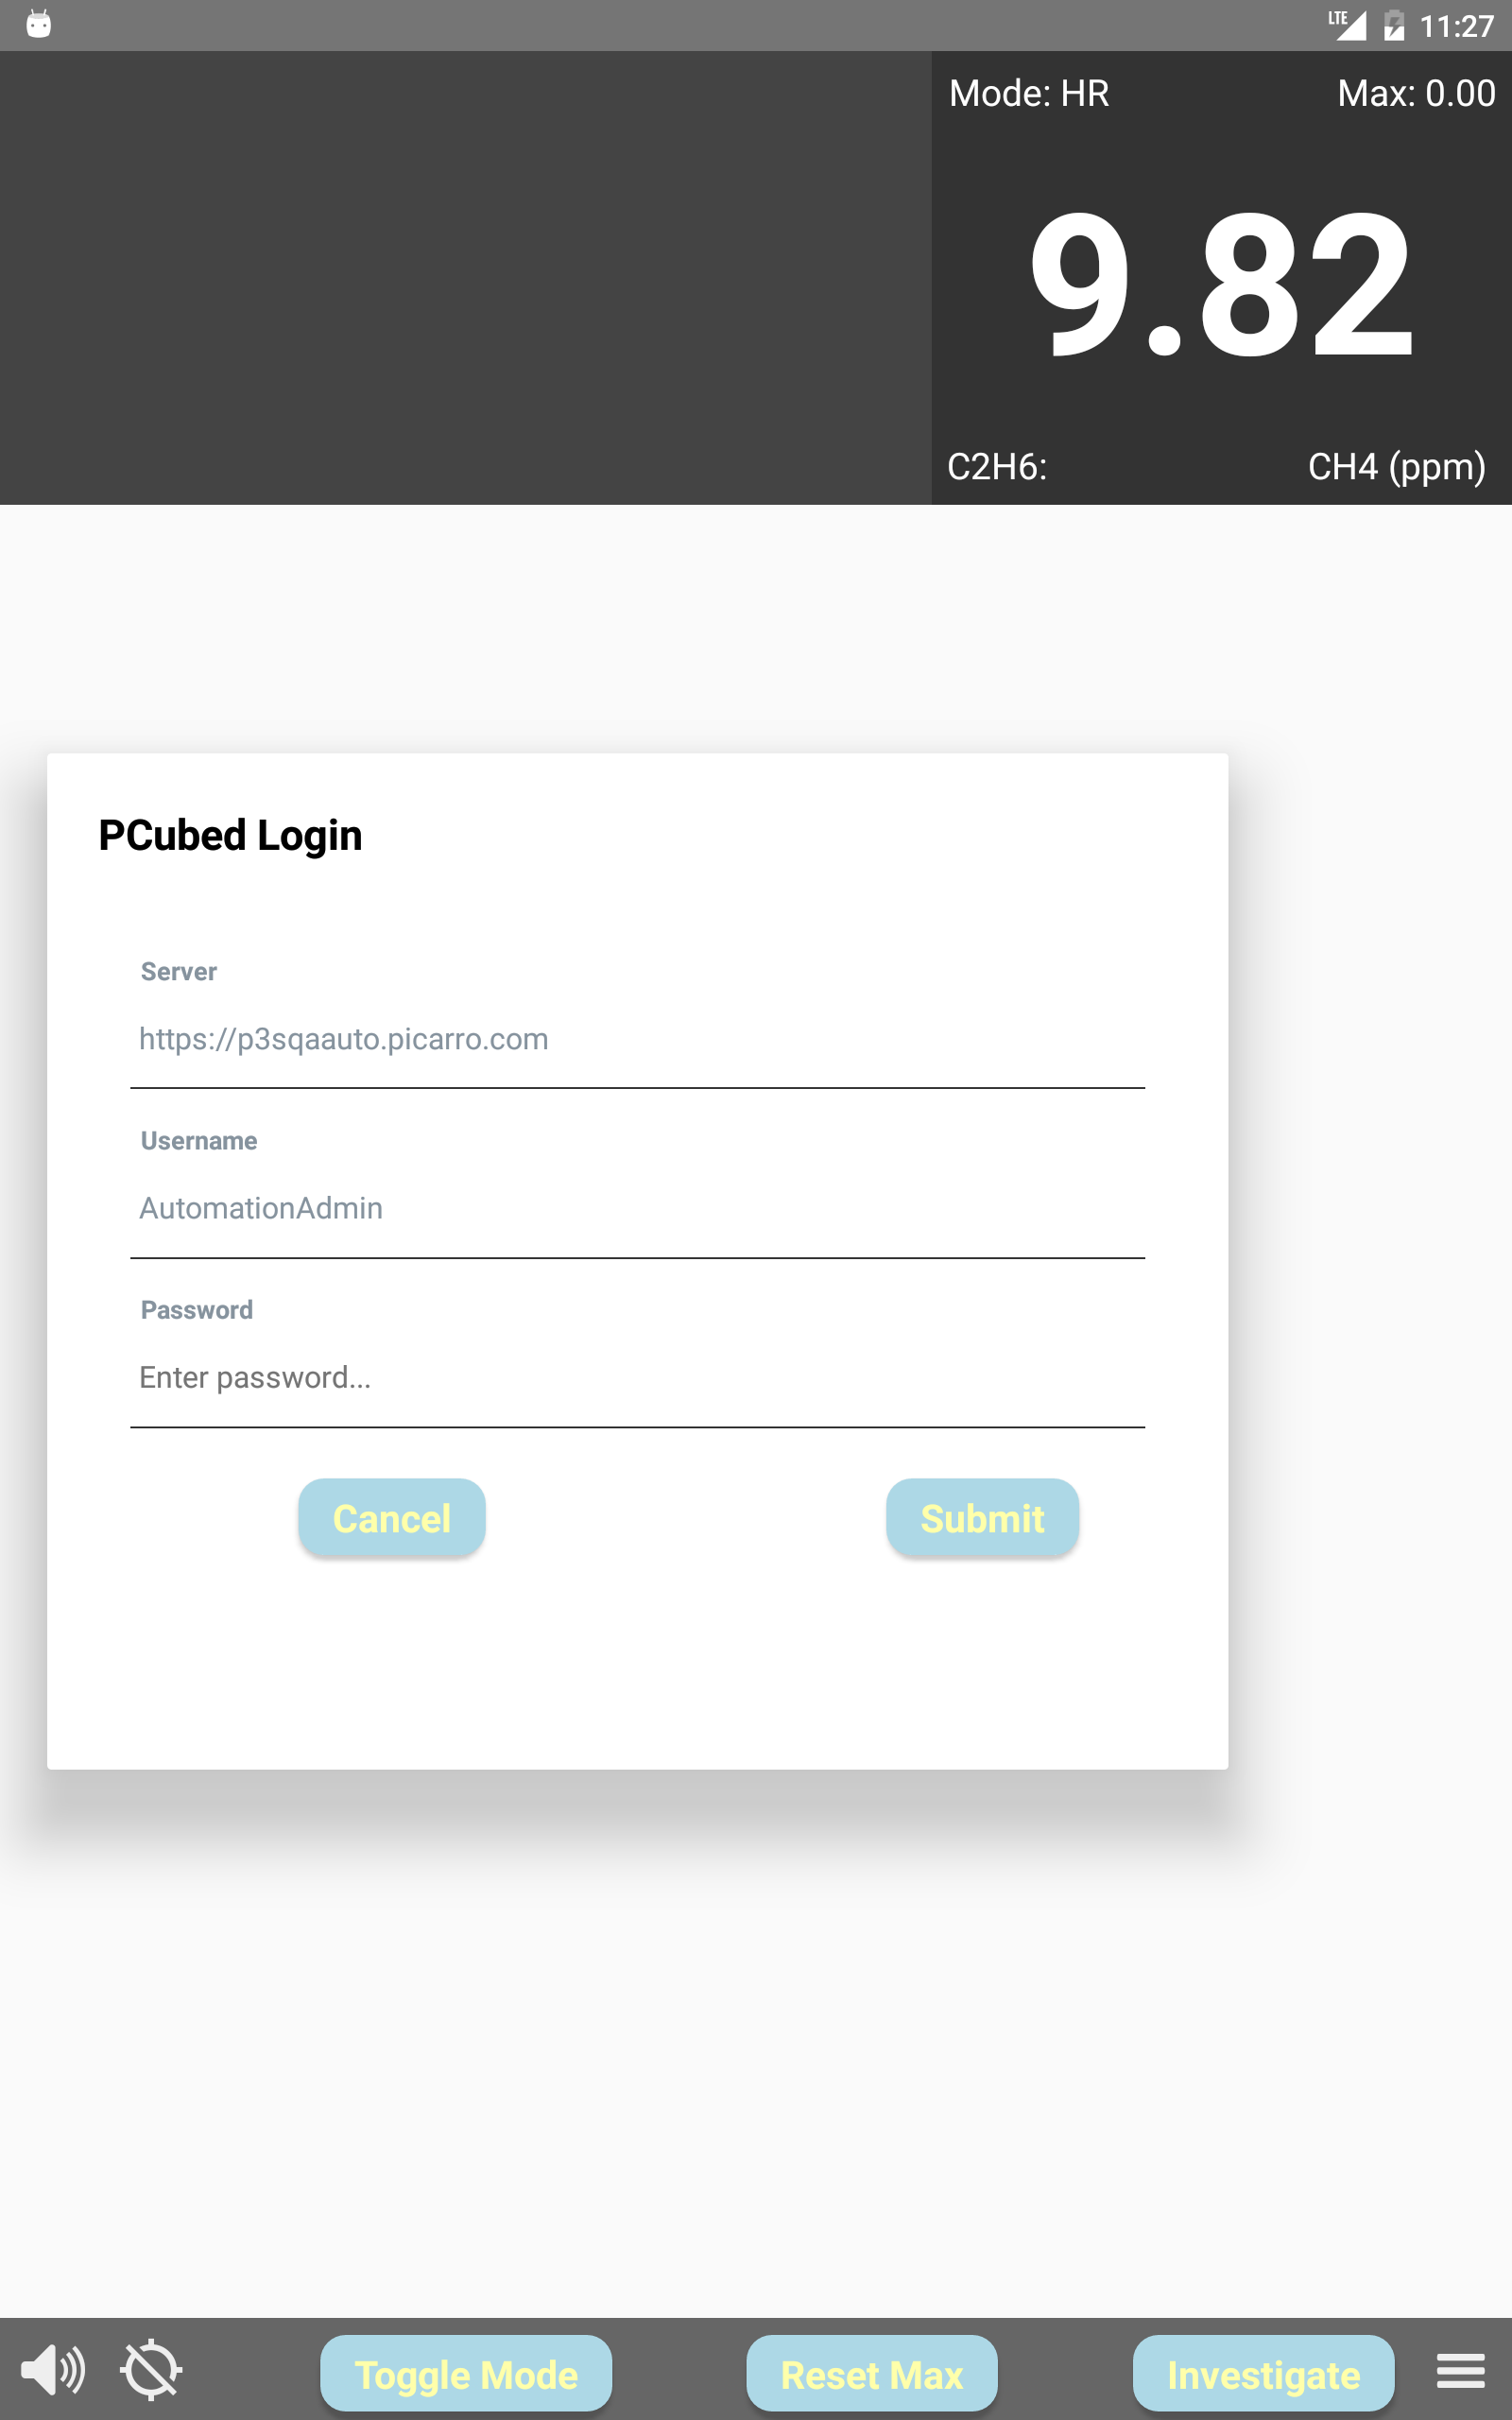 LTE 11:27
Mode: HR Max: 0.00
9.82
C2H6: CH4 (ppm)
PCubed Login
Server
https://p3sqaauto.picarro.com
Username
AutomationAdmin
Password
Enter password...
Cancel Submit
Toggle Mode Reset Max Investigate